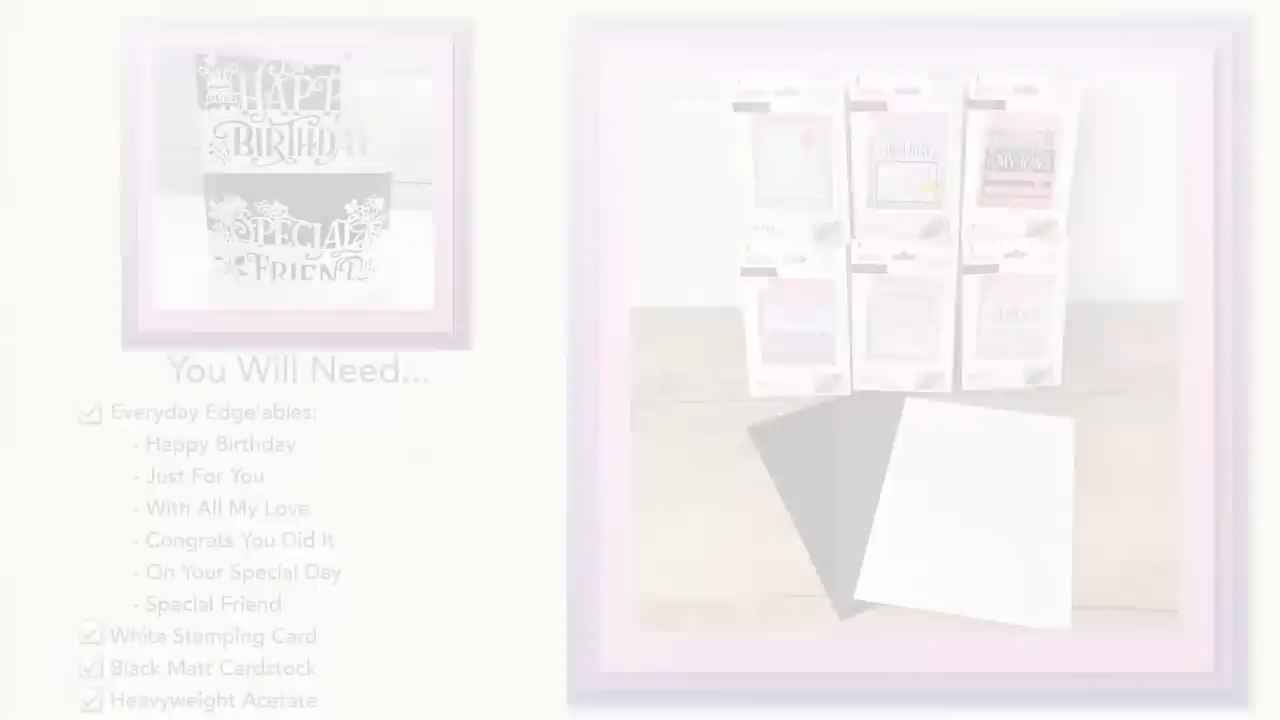 HAPPY
BIRTHDAY
SPECIAL
FRIEND
You Will Need...
Everyday Edge'ables:
- Happy Birthday
- Just For You
- With All My Love
- Congrats You Did It
- On Your Special Day
- Special Friend
White Stamping Card
Black Matt Cardstock
Heavyweight Acetate